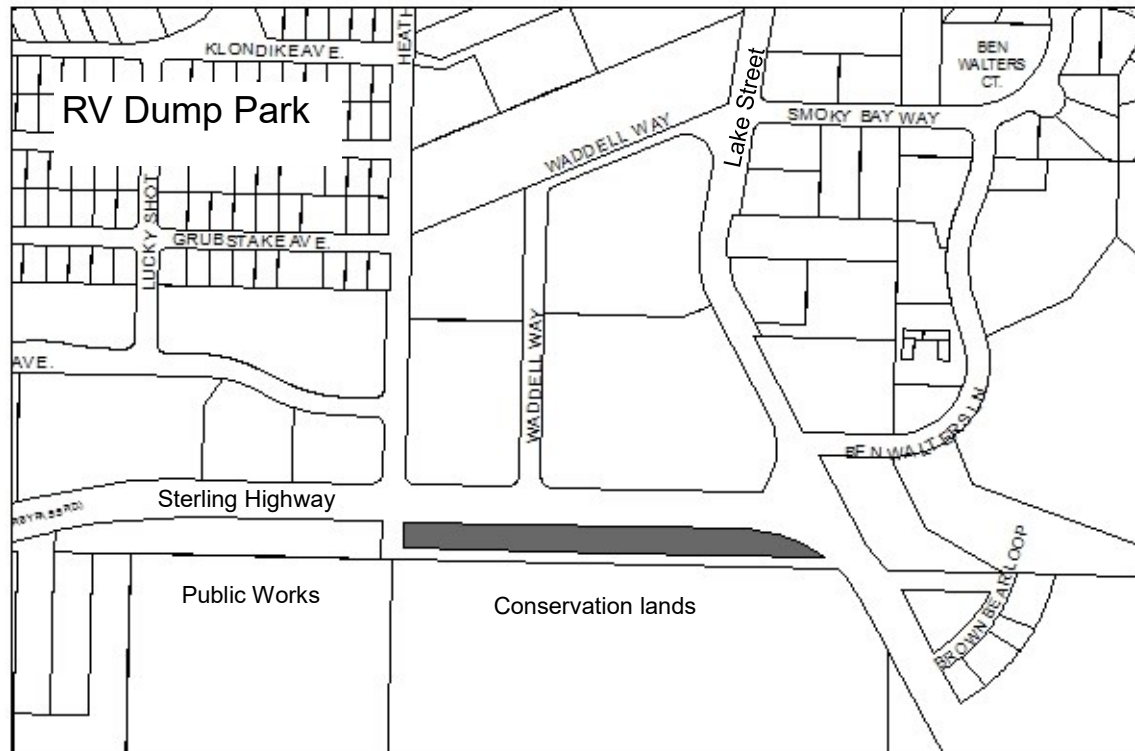 KLONDIKE AVE.
HEATH
RV Dump Park
BEN
WALTERS
CT.
Lake Street
SMOKY BAY WAY
WADDELL WAY
LUCKY SHOT
GRUBSTAKE AVE.
AVE.
WADDELL WAY
BEN WALTERS LN
Sterling Highway
BROWN BEAR LOOP
Public Works
Conservation lands